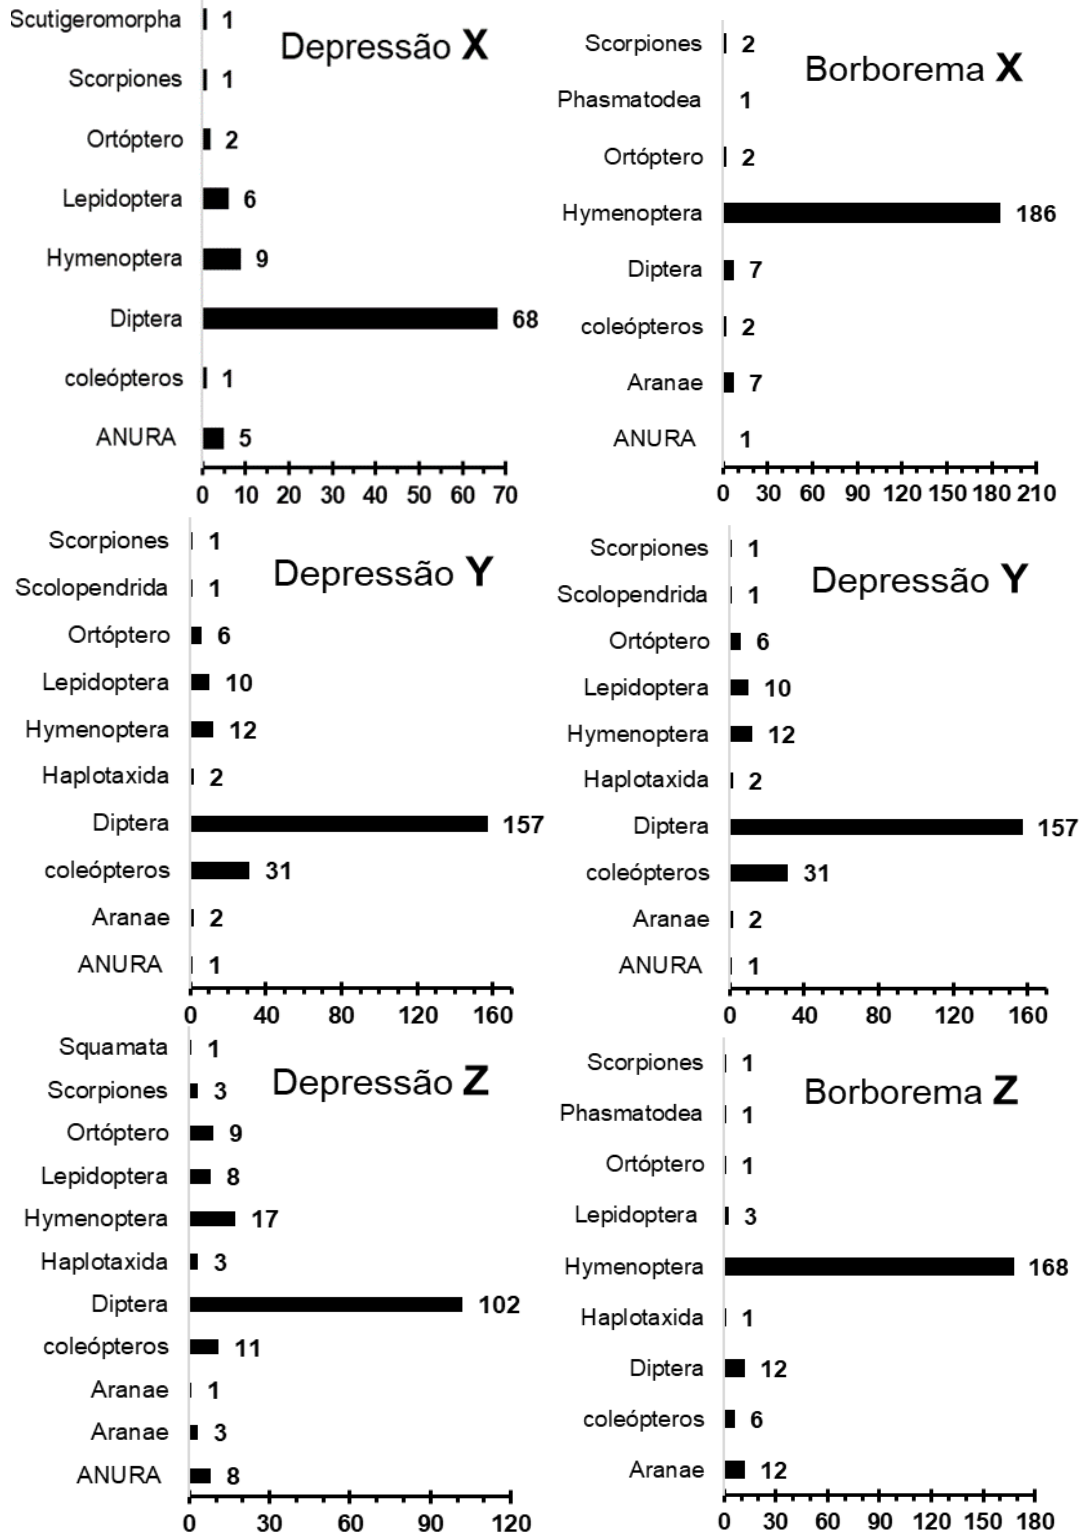 Depressão X
Scutigeromorpha 1
Scorpiones 1
Ortóptero 2
Lepidoptera 6
Hymenoptera 9
Diptera 68
coleópteros 1
ANURA 5
0 10 20 30 40 50 60 70
Borborema X
Scorpiones 2
Phasmatodea 1
Ortóptero 2
Hymenoptera 186
Diptera 7
coleópteros 2
Aranae 7
ANURA 1
0 30 60 90 120 150 180 210
Depressão Y
Scorpiones 1
Scolopendrida 1
Ortóptero 6
Lepidoptera 10
Hymenoptera 12
Haplotaxida 2
Diptera 157
coleópteros 31
Aranae 2
ANURA 1
0 40 80 120 160
Depressão Y
Scorpiones 1
Scolopendrida 1
Ortóptero 6
Lepidoptera 10
Hymenoptera 12
Haplotaxida 2
Diptera 157
coleópteros 31
Aranae 2
ANURA 1
0 40 80 120 160
Depressão Z
Squamata 1
Scorpiones 3
Ortóptero 9
Lepidoptera 8
Hymenoptera 17
Haplotaxida 3
Diptera 102
coleópteros 11
Aranae 1
Aranae 3
ANURA 8
0 30 60 90 120
Borborema Z
Scorpiones 1
Phasmatodea 1
Ortóptero 1
Lepidoptera 3
Hymenoptera 168
Haplotaxida 1
Diptera 12
coleópteros 6
Aranae 12
0 30 60 90 120 150 180